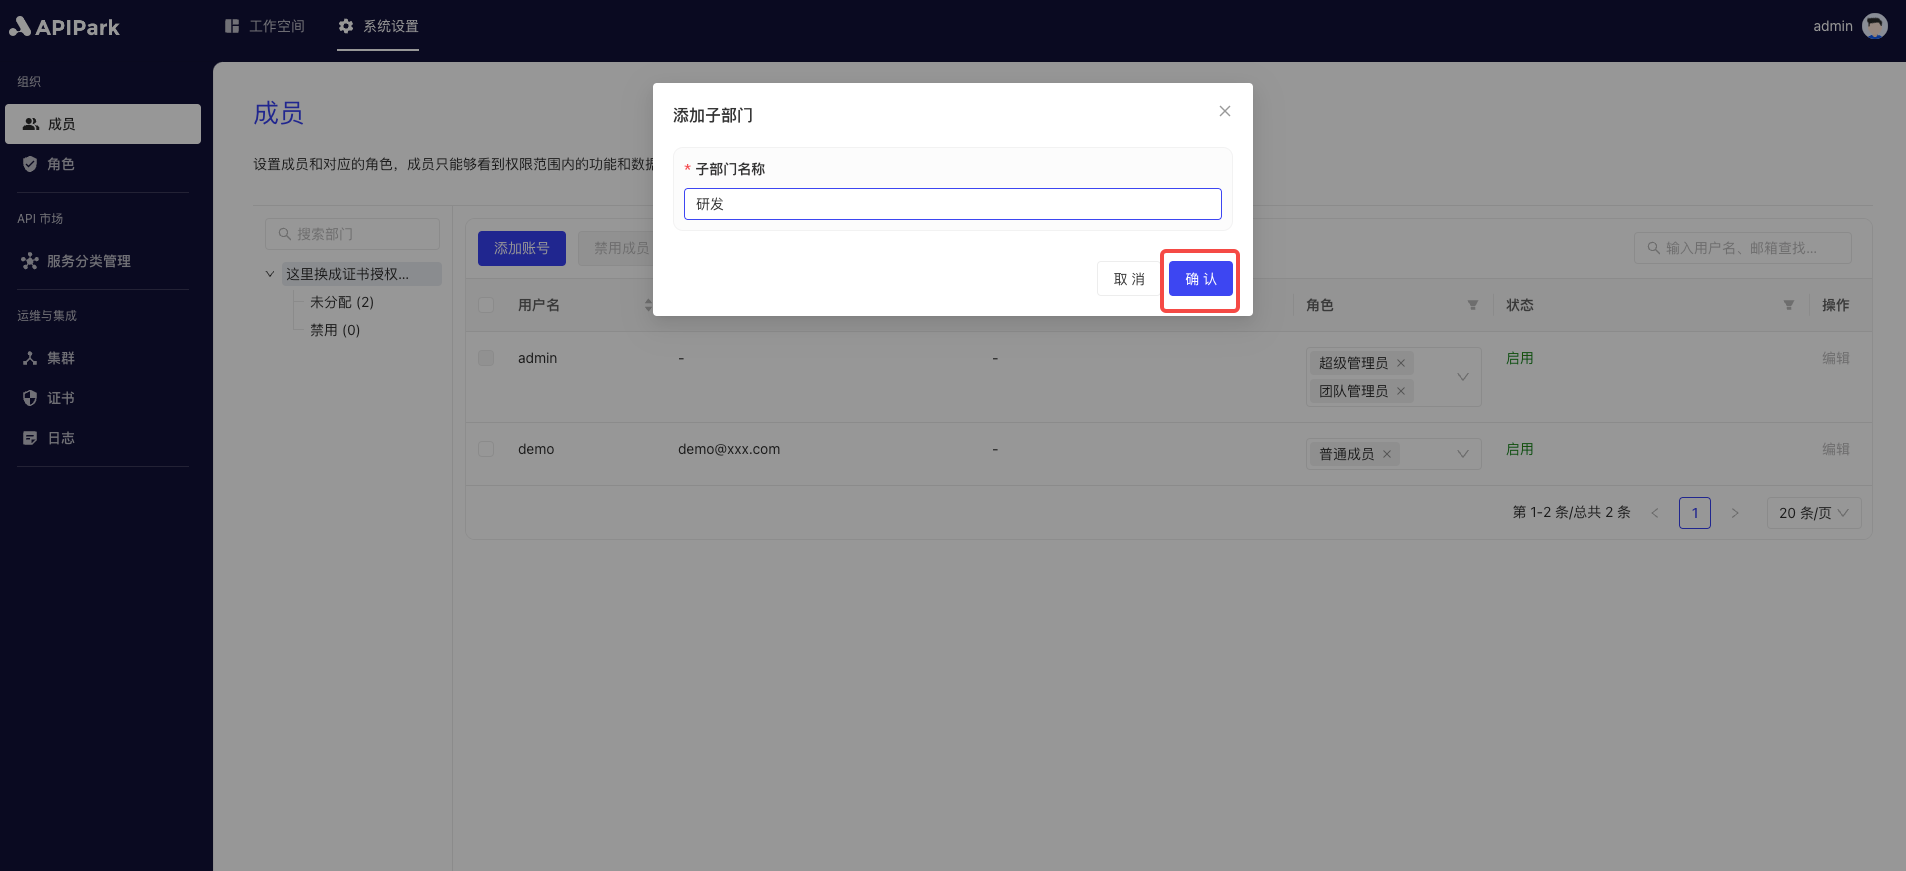 APIPark
工作空间
系统设置
admin
组织
成员
角色
API 市场
服务分类管理
运维与集成
集群
证书
日志
成员
设置成员和对应的角色，成员只能够看到权限范围内的功能和数据
搜索部门
这里换成证书授权...
未分配 (2)
禁用 (0)
添加账号
禁用成员
输入用户名、邮箱查找...
用户名
角色
状态
操作
admin
-
-
超级管理员
团队管理员
启用
编辑
demo
demo@xxx.com
-
普通成员
启用
编辑
第 1-2 条/总共 2 条
1
20 条/页
添加子部门
* 子部门名称
研发
取 消
确 认